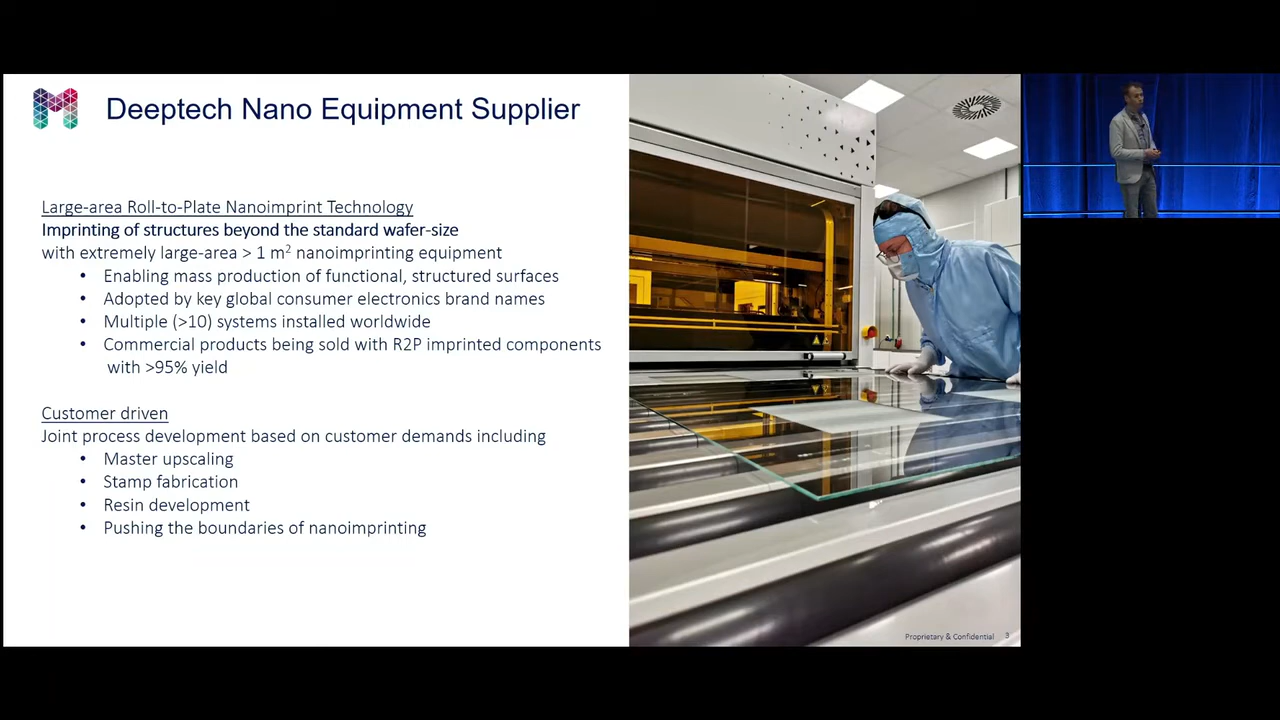 Deeptech Nano Equipment Supplier
Large-area Roll-to-Plate Nanoimprint Technology
Imprinting of structures beyond the standard wafer-size
with extremely large-area > 1 m² nanoimprinting equipment
• Enabling mass production of functional, structured surfaces
• Adopted by key global consumer electronics brand names
• Multiple (>10) systems installed worldwide
• Commercial products being sold with R2P imprinted components
with >95% yield
Customer driven
Joint process development based on customer demands including
• Master upscaling
• Stamp fabrication
• Resin development
• Pushing the boundaries of nanoimprinting
Proprietary & Confidential 3